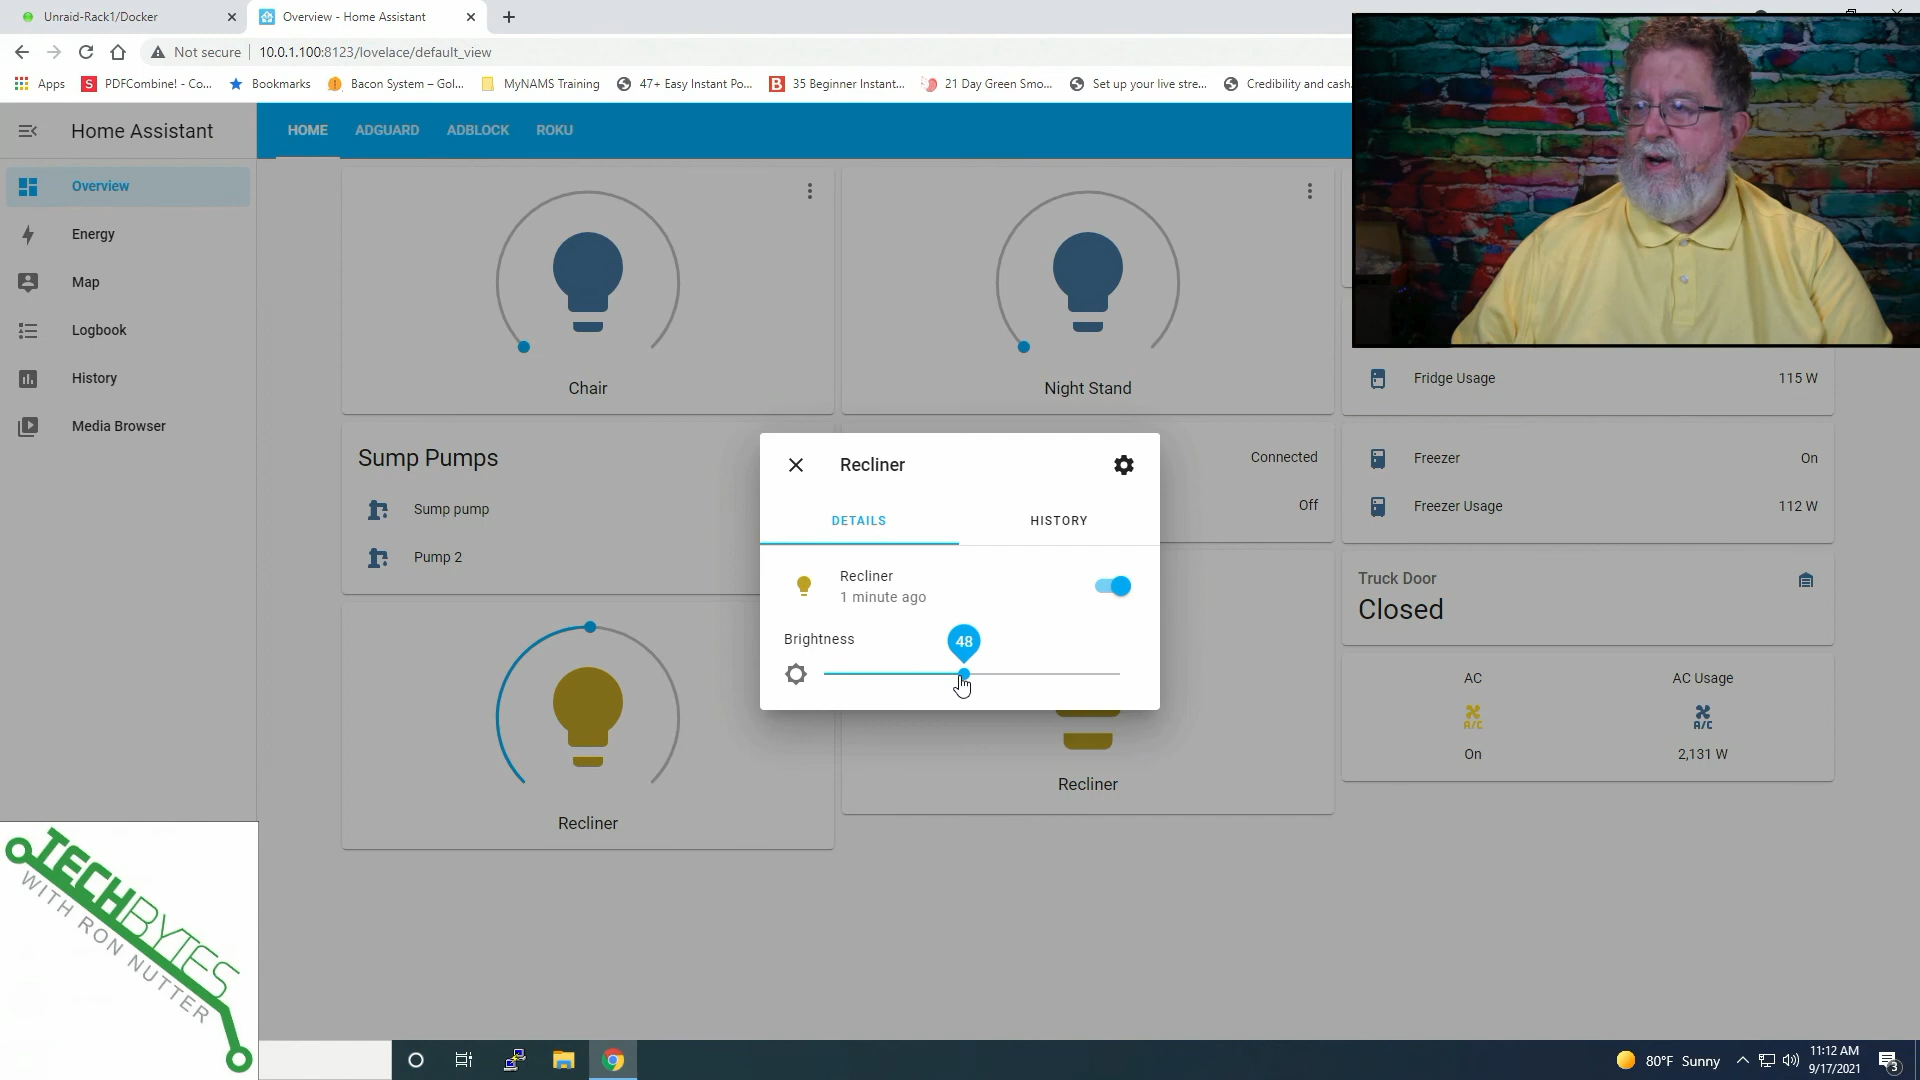 Unraid-Rack1/Docker
Overview - Home Assistant
Not secure
10.0.1.100:8123/lovelace/default_view
Apps
PDFCombine! - Co...
Bookmarks
Bacon System – Gol...
MyNAMS Training
47+ Easy Instant Po...
35 Beginner Instant...
21 Day Green Smo...
Set up your live stre...
Credibility and cash
Home Assistant
HOME
ADGUARD
ADBLOCK
ROKU
Overview
Energy
Map
Logbook
History
Media Browser
Chair
Night Stand
Fridge Usage
115 W
Sump Pumps
Sump pump
Pump 2
Connected
Off
Freezer
On
Freezer Usage
112 W
Recliner
DETAILS
HISTORY
Recliner
1 minute ago
Brightness
48
Truck Door
Closed
AC
AC Usage
A/C
A/C
On
2,131 W
Recliner
Recliner
TECHBYTES
WITH RON NUTTER
80°F Sunny
11:12 AM
9/17/2021
3